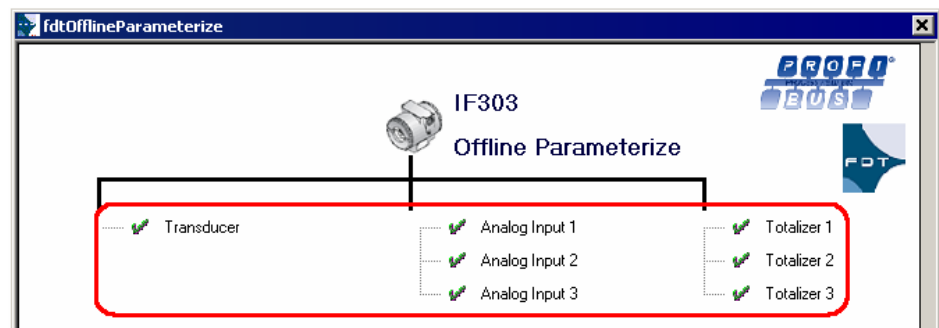 fdtOfflineParameterize
PROFI®
BUS
IF303
Offline Parameterize
FDT
Transducer
Analog Input 1
Totalizer 1
Analog Input 2
Totalizer 2
Analog Input 3
Totalizer 3